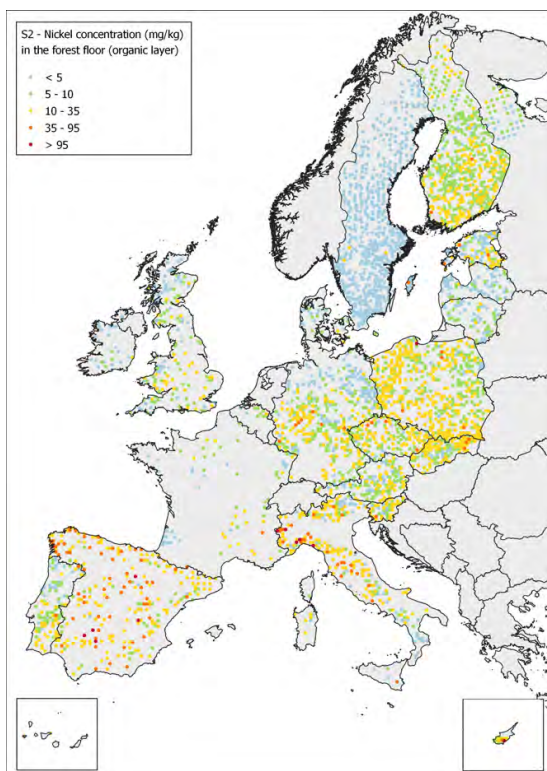 S2 - Nickel concentration (mg/kg)
in the forest floor (organic layer)
< 5
5 - 10
10 - 35
35 - 95
> 95